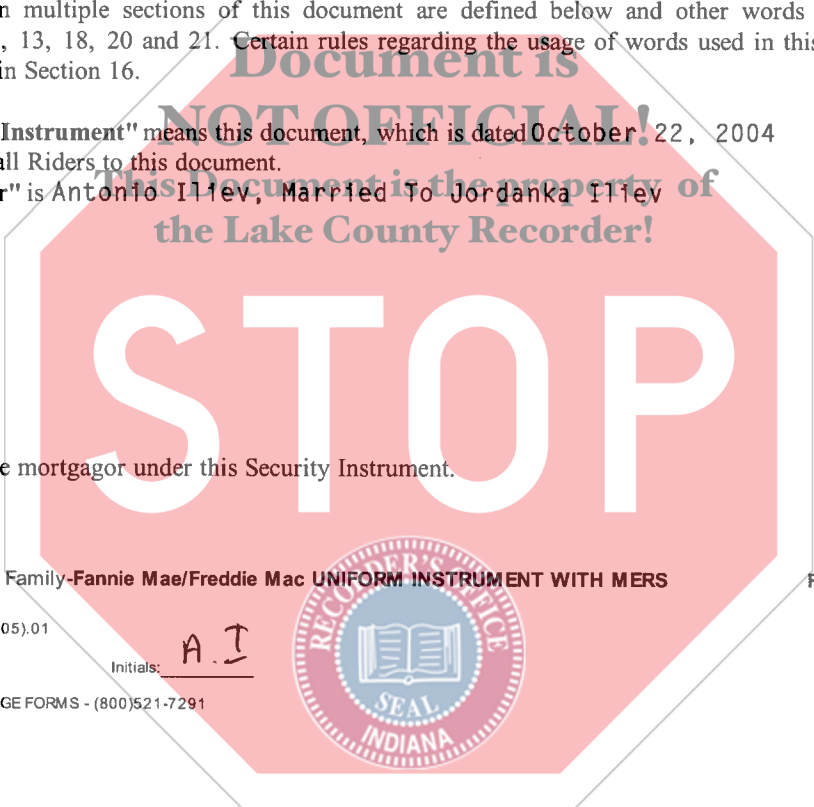 n multiple sections of this document are defined below and other words
, 13, 18, 20 and 21. Certain rules regarding the usage of words used in this
in Section 16.
Document is
NOT OFFICIAL!
Instrument" means this document, which is dated October 22, 2004
all Riders to this document.
This Document is the property of
r" is Antonio Iliev, Married To Jordanka Iliev
the Lake County Recorder!
STOP
e mortgagor under this Security Instrument.
Family-Fannie Mae/Freddie Mac UNIFORM INSTRUMENT WITH MERS
05).01
Initials: A.I
GE FORMS - (800)521-7291
RECORDER'S OFFICE
SEAL
INDIANA